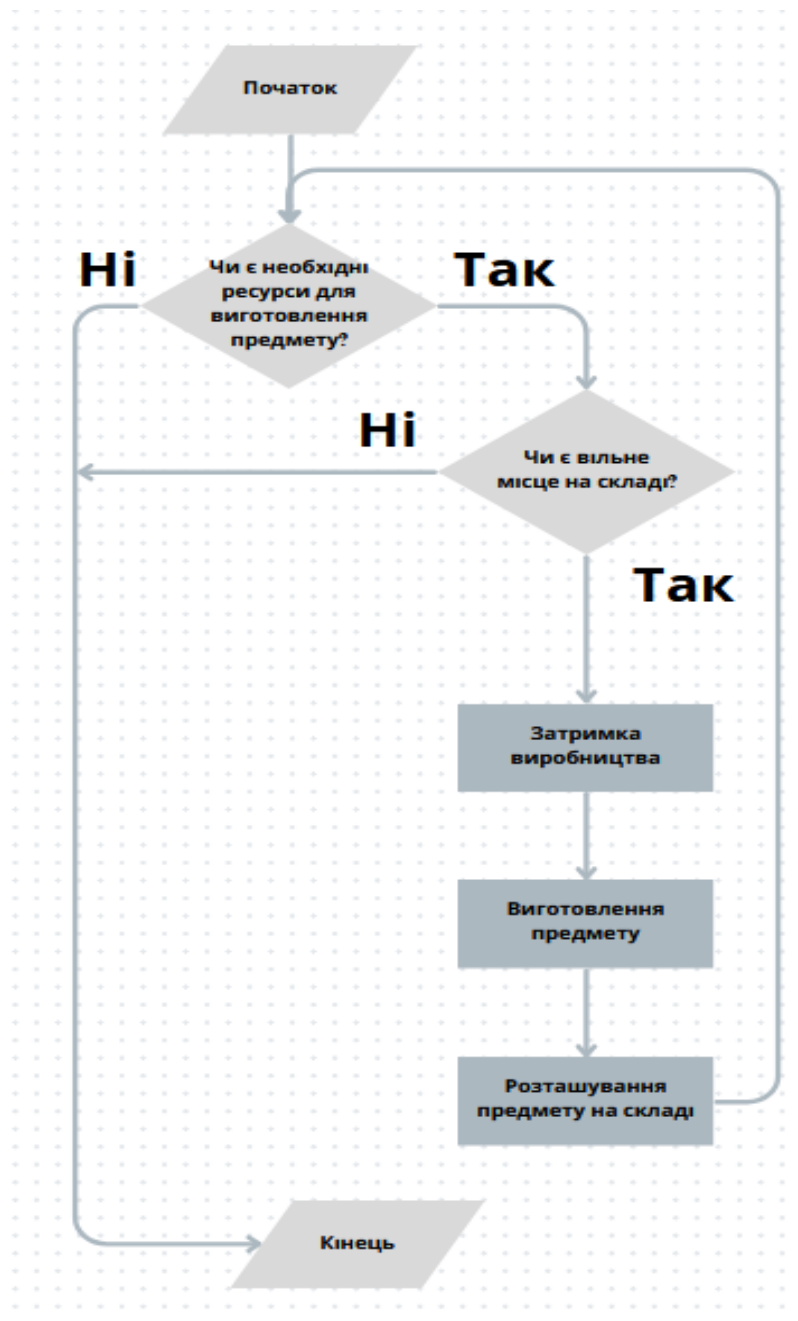 Початок
Ні
Так
Чи є необхідні
ресурси для
виготовлення
предмету?
Ні
Чи є вільне
місце на складі?
Так
Затримка
виробництва
Виготовлення
предмету
Розташування
предмету на складі
Кінець